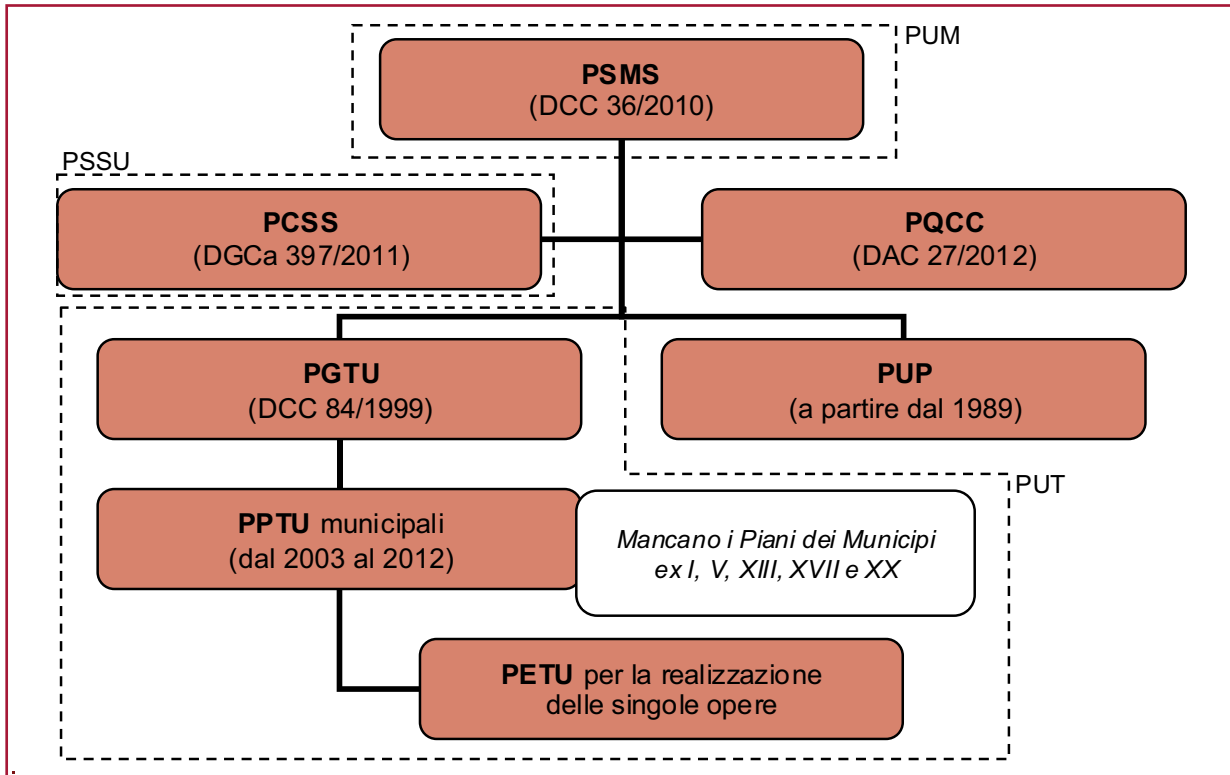 PUM
PSMS
(DCC 36/2010)
PSSU
PCSS
(DGCa 397/2011)
PQCC
(DAC 27/2012)
PGTU
(DCC 84/1999)
PUP
(a partire dal 1989)
PUT
PPTU municipali
(dal 2003 al 2012)
Mancano i Piani dei Municipi
ex I, V, XIII, XVII e XX
PETU per la realizzazione
delle singole opere